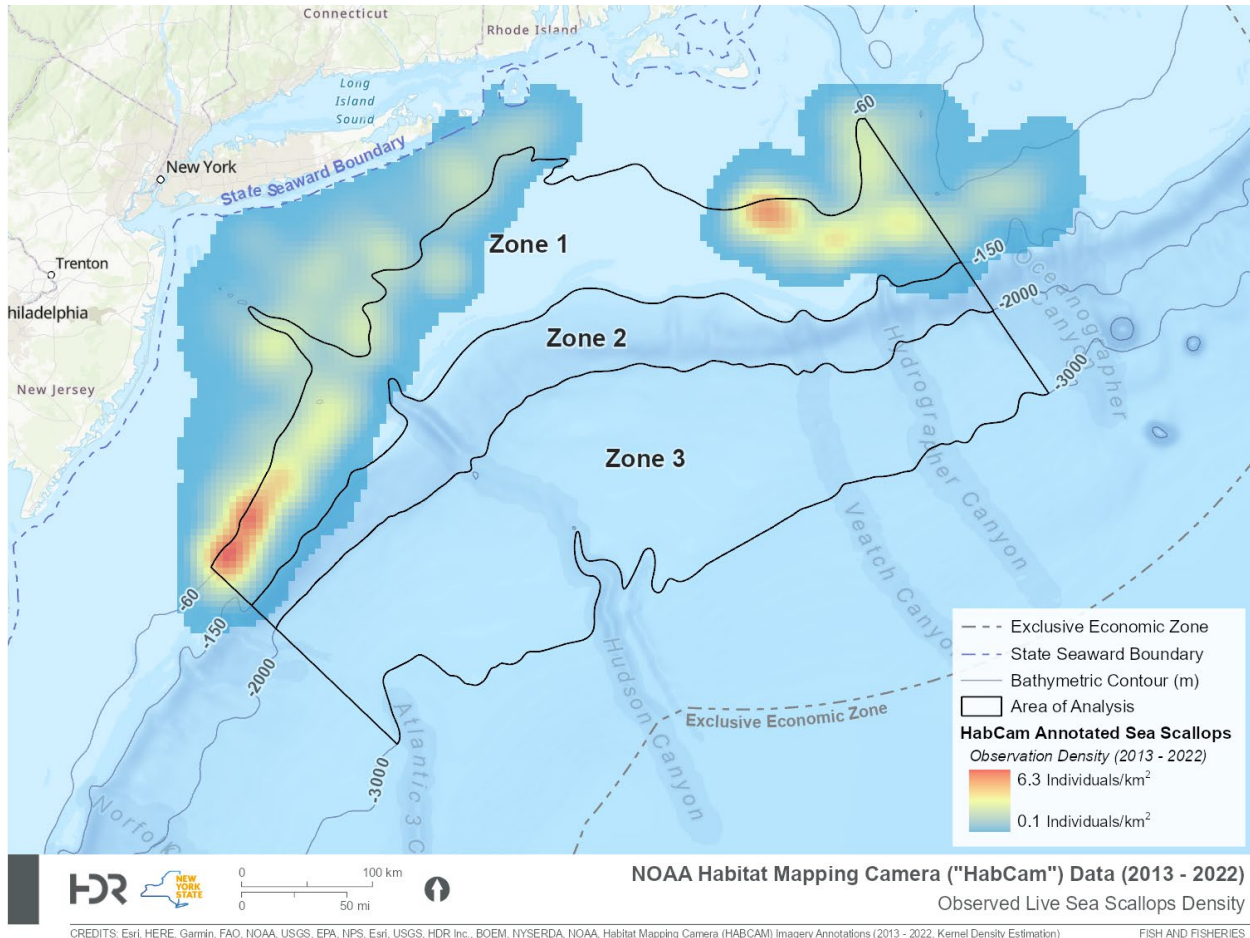 Connecticut
Rhode Island
Long
Island
Sound
New York
State Seaward Boundary
Trenton
hiladelphia
New Jersey
-60
Zone 1
-150
Oceanographer
Canyon
-2000
Zone 2
Hydrographer Canyon
-3000
Zone 3
Veatch Canyo
-60
-150
-2000
Hudson Canyon
Exclusive Economic Zone
Atlantic 3 C
-3000
Norfolk
Exclusive Economic Zone
State Seaward Boundary
Bathymetric Contour (m)
Area of Analysis
HabCam Annotated Sea Scallops
Observation Density (2013 - 2022)
6.3 Individuals/km²
0.1 Individuals/km²
HDR
NEW
YORK
STATE
0 100 km
0 50 mi
NOAA Habitat Mapping Camera ("HabCam") Data (2013 - 2022)
Observed Live Sea Scallops Density
CREDITS: Esri, HERE, Garmin, FAO, NOAA, USGS, EPA, NPS, Esri, USGS, HDR Inc., BOEM, NYSERDA, NOAA, Habitat Mapping Camera (HABCAM) Imagery Annotations (2013 - 2022, Kernel Density Estimation)
FISH AND FISHERIES